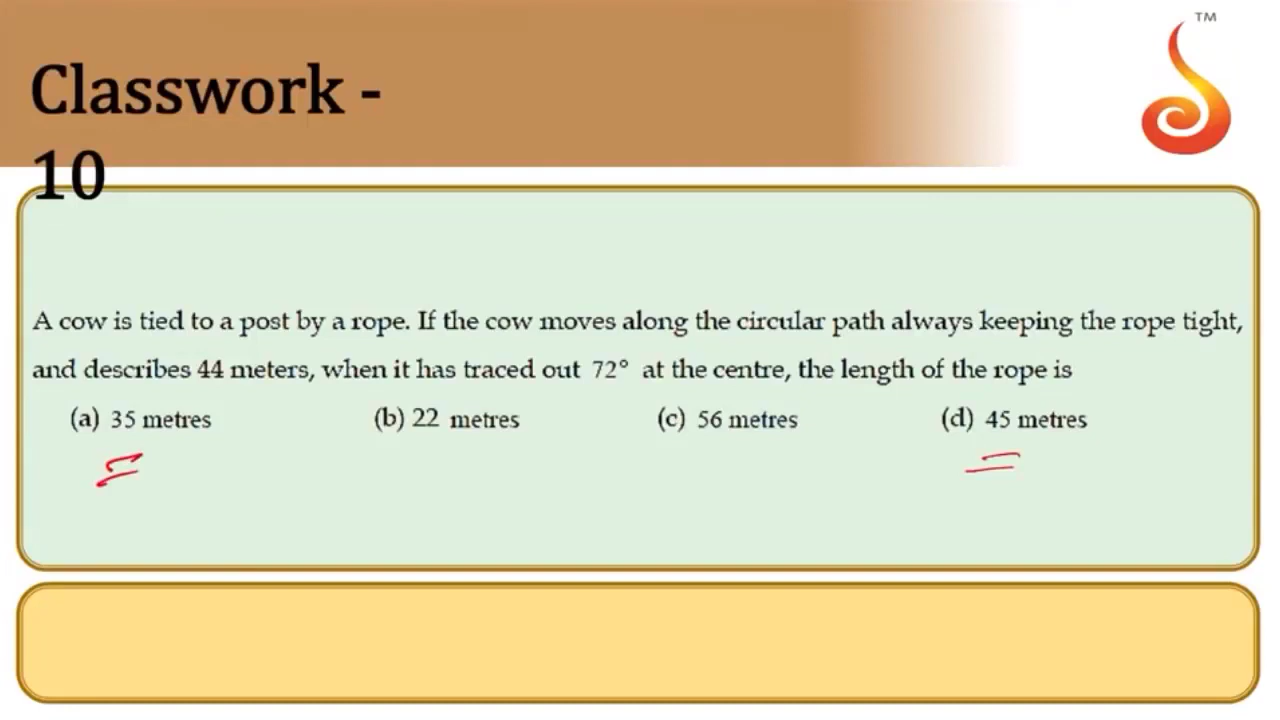 TM
Classwork -
10
A cow is tied to a post by a rope. If the cow moves along the circular path always keeping the rope tight,
and describes 44 meters, when it has traced out 72° at the centre, the length of the rope is
(a) 35 metres (b) 22 metres (c) 56 metres (d) 45 metres